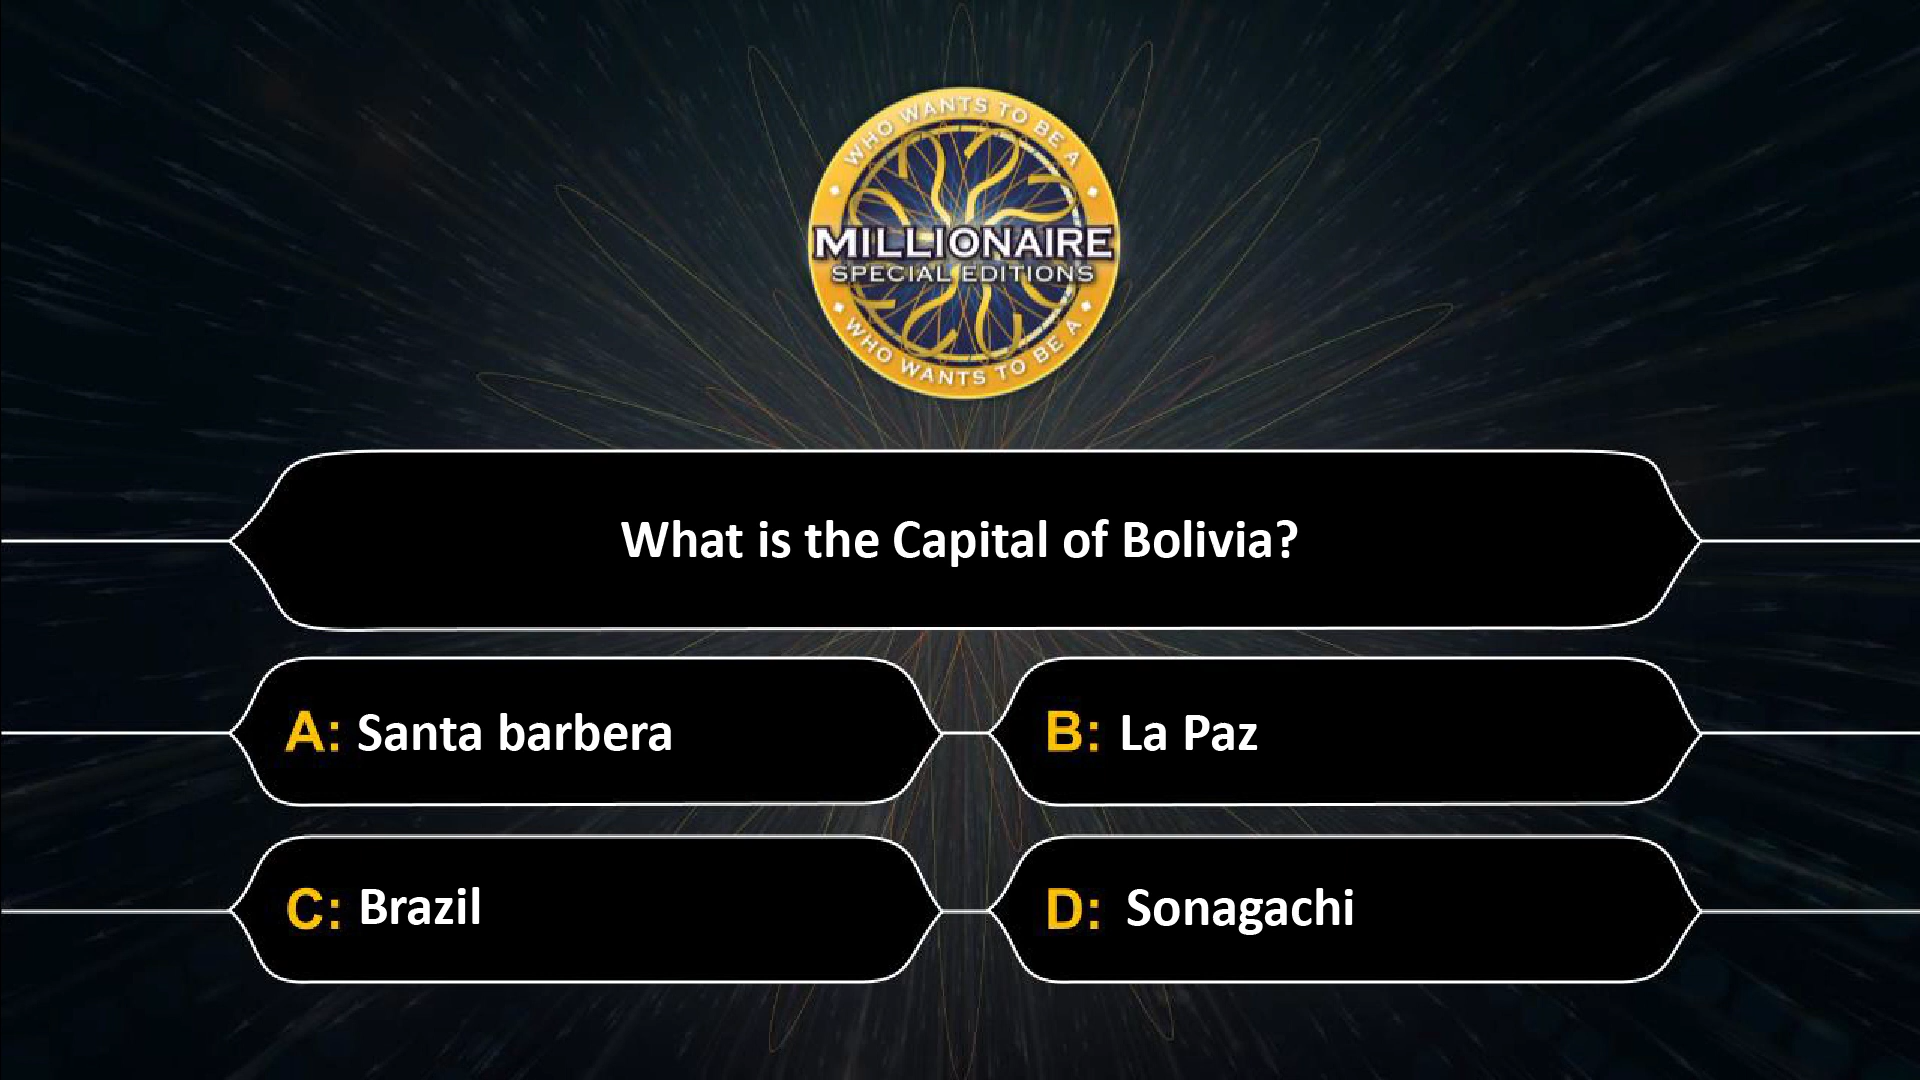 WHO WANTS TO BE A
MILLIONAIRE
SPECIAL EDITIONS
WHO WANTS TO BE A
What is the Capital of Bolivia?
A: Santa barbera
B: La Paz
C: Brazil
D: Sonagachi